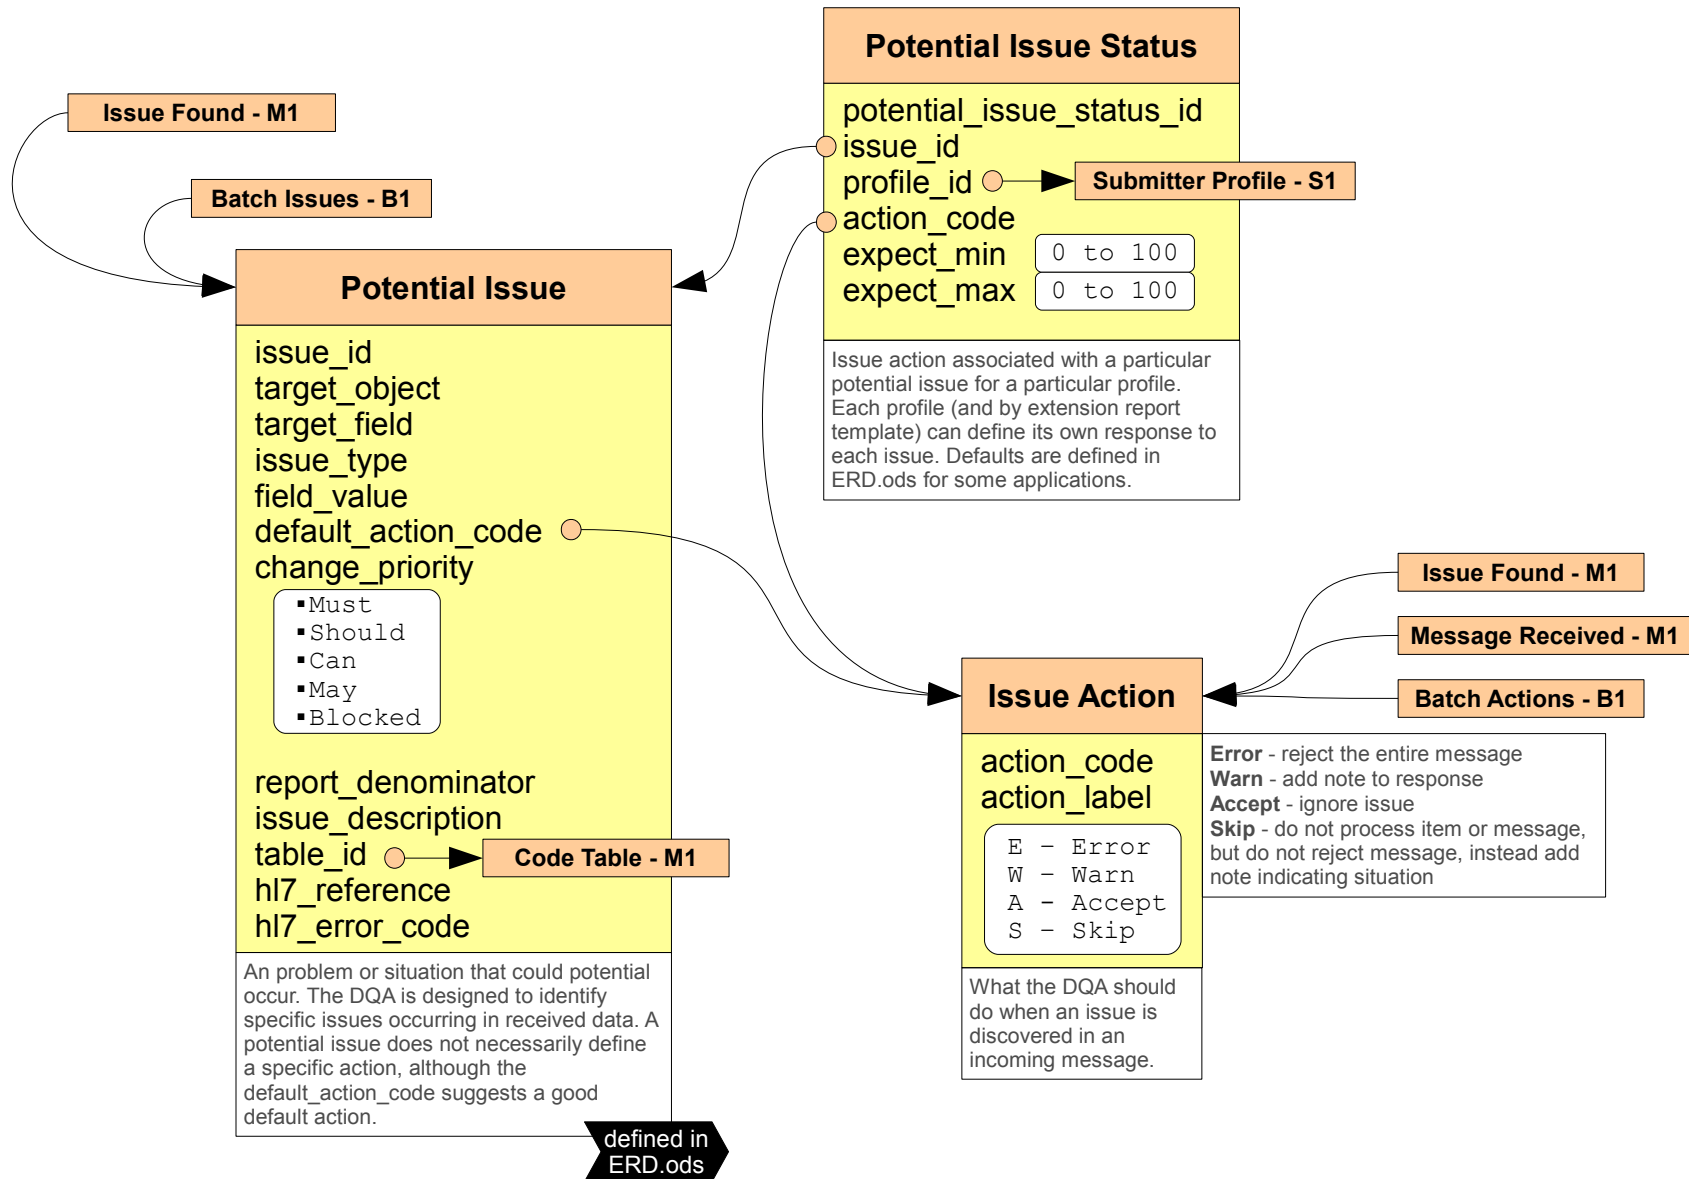 Potential Issue Status
potential_issue_status_id
issue_id
profile_id
Submitter Profile - S1
action_code
expect_min
0 to 100
expect_max
0 to 100
Issue action associated with a particular
potential issue for a particular profile.
Each profile (and by extension report
template) can define its own response to
each issue. Defaults are defined in
ERD.ods for some applications.
Issue Found - M1
Batch Issues - B1
Potential Issue
issue_id
target_object
target_field
issue_type
field_value
default_action_code
change_priority
▪Must
▪Should
▪Can
▪May
▪Blocked
report_denominator
issue_description
table_id
Code Table - M1
hl7_reference
hl7_error_code
An problem or situation that could potential
occur. The DQA is designed to identify
specific issues occurring in received data. A
potential issue does not necessarily define
a specific action, although the
default_action_code suggests a good
default action.
defined in
ERD.ods
Issue Found - M1
Message Received - M1
Batch Actions - B1
Issue Action
action_code
action_label
E – Error
W – Warn
A – Accept
S – Skip
What the DQA should
do when an issue is
discovered in an
incoming message.
Error - reject the entire message
Warn - add note to response
Accept - ignore issue
Skip - do not process item or message,
but do not reject message, instead add
note indicating situation